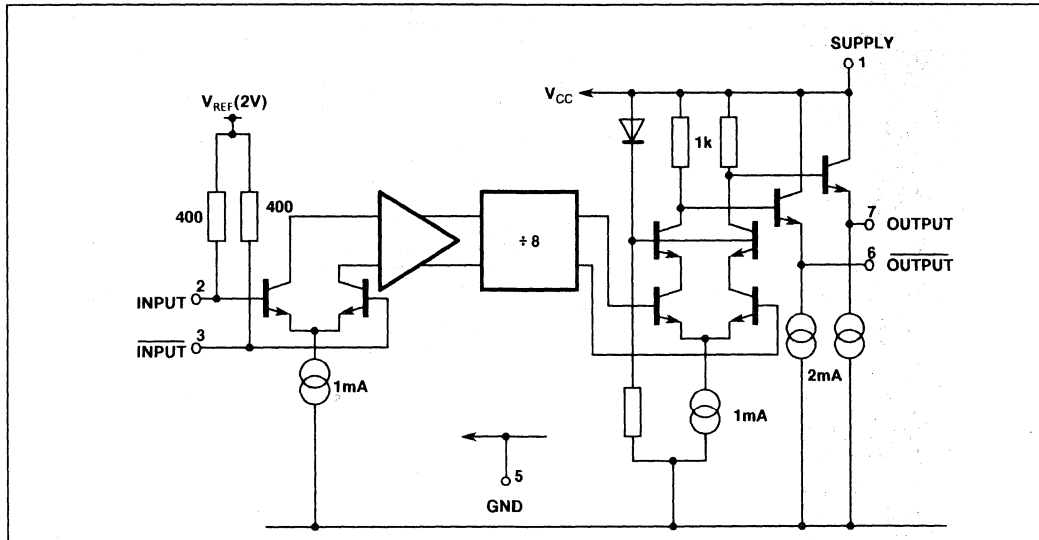 SUPPLY
1
VCC
VREF(2V)
1k
400
400
÷ 8
7 OUTPUT
6
OUTPUT
2
INPUT
3
INPUT
1mA
2mA
1mA
5
GND